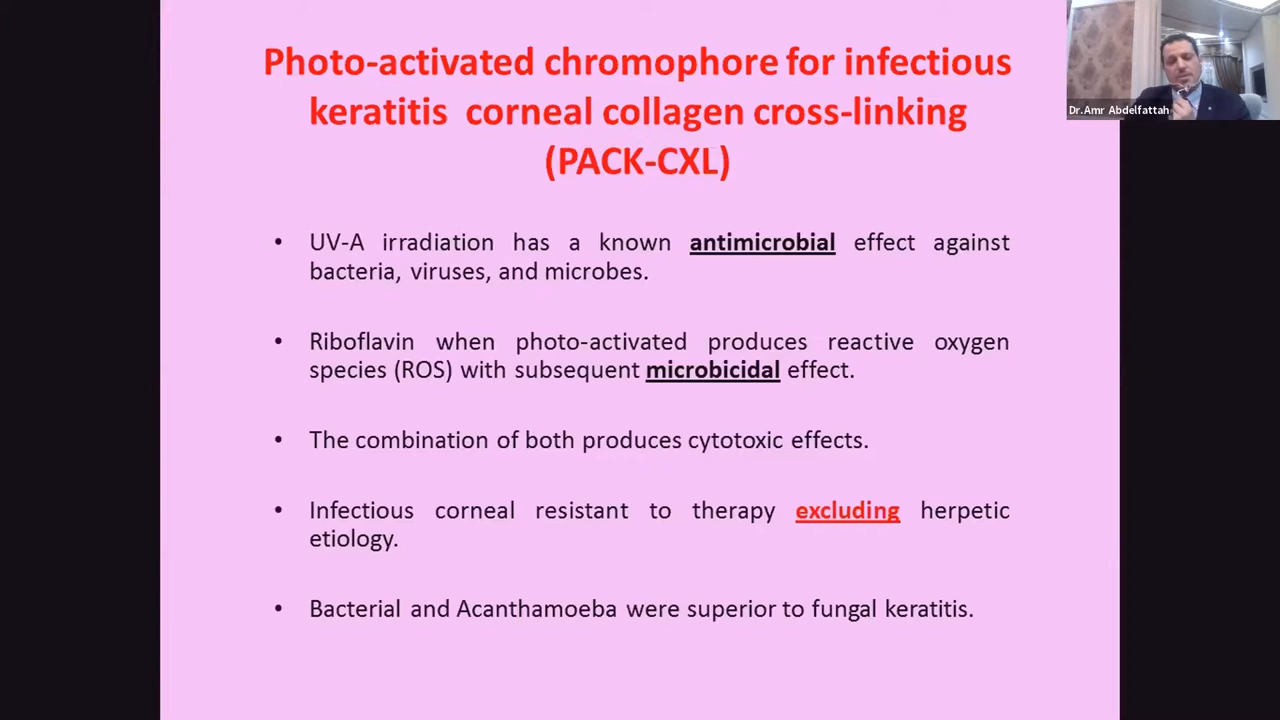 Photo-activated chromophore for infectious
keratitis corneal collagen cross-linking
(PACK-CXL)
Dr.Amr Abdelfattah
• UV-A irradiation has a known antimicrobial effect against
bacteria, viruses, and microbes.
• Riboflavin when photo-activated produces reactive oxygen
species (ROS) with subsequent microbicidal effect.
• The combination of both produces cytotoxic effects.
• Infectious corneal resistant to therapy excluding herpetic
etiology.
• Bacterial and Acanthamoeba were superior to fungal keratitis.